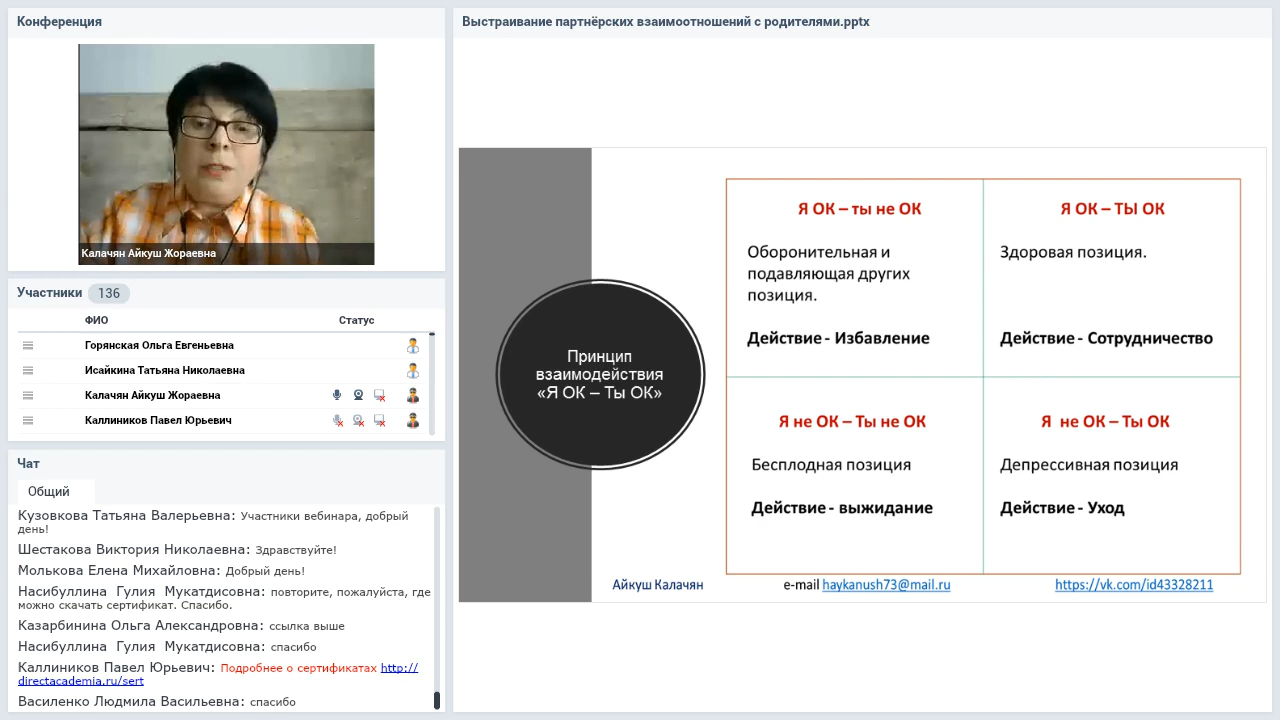 Конференция
Калачян Айкуш Жораевна
Участники 136
ФИО Статус
Горянская Ольга Евгеньевна
Исайкина Татьяна Николаевна
Калачян Айкуш Жораевна
Каллиников Павел Юрьевич
Чат
Общий
Кузовкова Татьяна Валерьевна: Участники вебинара, добрый
день!
Шестакова Виктория Николаевна: Здравствуйте!
Молькова Елена Михайловна: Добрый день!
Насибуллина Гулия Мукатдисовна: повторите, пожалуйста, где
можно скачать сертификат. Спасибо.
Казарбинина Ольга Александровна: ссылка выше
Насибуллина Гулия Мукатдисовна: спасибо
Каллиников Павел Юрьевич: Подробнее о сертификатах http://
directacademia.ru/sert
Василенко Людмила Васильевна: спасибо
Выстраивание партнёрских взаимоотношений с родителями.pptx
Принцип
взаимодействия
«Я ОК – Ты ОК»
Я ОК – ты не ОК
Оборонительная и
подавляющая других
позиция.
Действие - Избавление
Я ОК – ТЫ ОК
Здоровая позиция.
Действие - Сотрудничество
Я не ОК – Ты не ОК
Бесплодная позиция
Действие - выживание
Я не ОК – Ты ОК
Депрессивная позиция
Действие - Уход
Айкуш Калачян e-mail haykanush73@mail.ru https://vk.com/id43328211